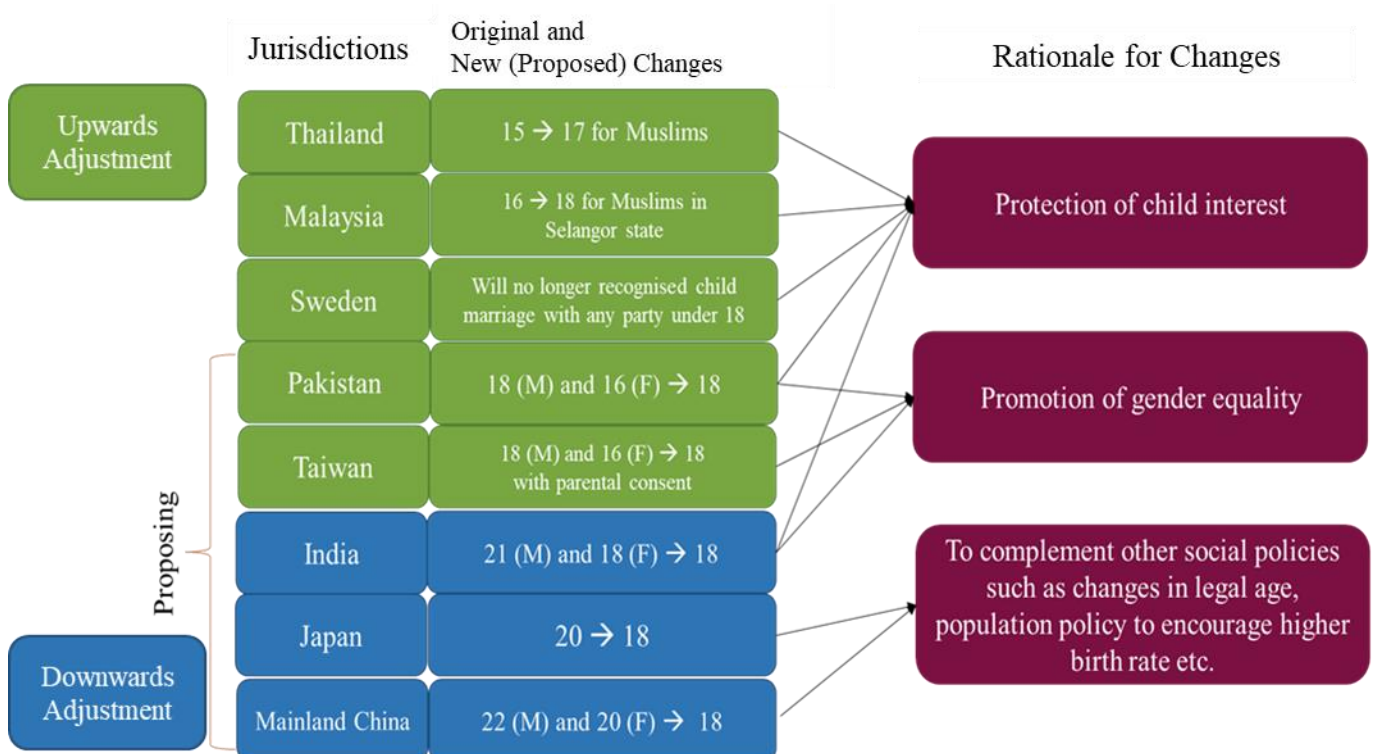 Jurisdictions
Original and
New (Proposed) Changes
Rationale for Changes
Upwards
Adjustment
Thailand
15 → 17 for Muslims
Malaysia
16 → 18 for Muslims in
Selangor state
Sweden
Will no longer recognised child
marriage with any party under 18
Proposing
Pakistan
18 (M) and 16 (F) → 18
Taiwan
18 (M) and 16 (F) → 18
with parental consent
India
21 (M) and 18 (F) → 18
Japan
20 → 18
Downwards
Adjustment
Mainland China
22 (M) and 20 (F) → 18
Protection of child interest
Promotion of gender equality
To complement other social policies
such as changes in legal age,
population policy to encourage higher
birth rate etc.